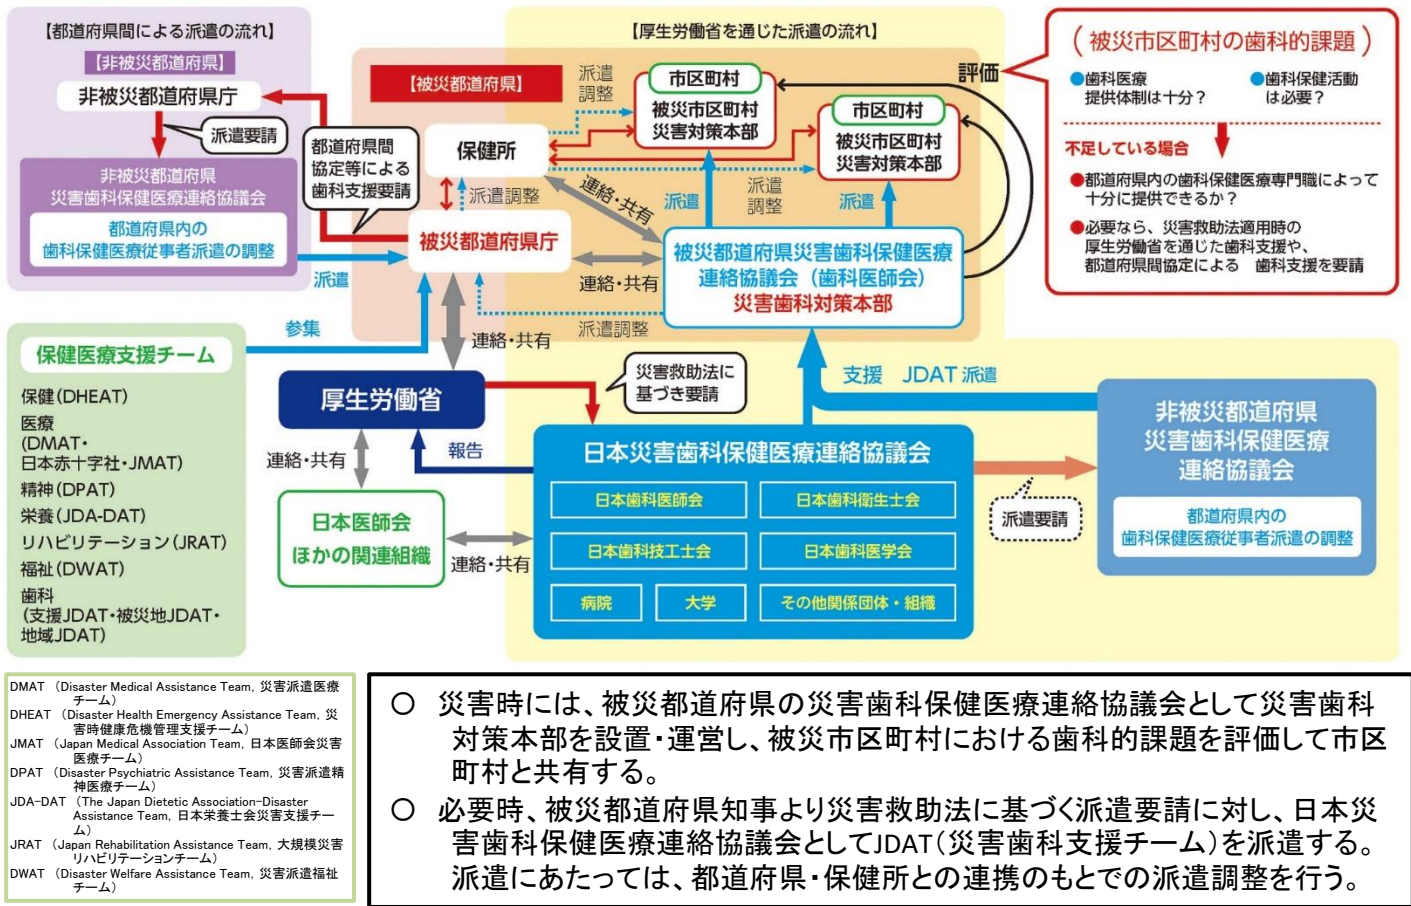 【都道府県間による派遣の流れ】
【非被災都道府県】
非被災都道府県庁
派遣要請
非被災都道府県
災害歯科保健医療連絡協議会
都道府県内の
歯科保健医療従事者派遣の調整
都道府県間
協定等による
歯科支援要請
派遣
【厚生労働省を通じた派遣の流れ】
【被災都道府県】
派遣
調整
市区町村
被災市区町村
災害対策本部
市区町村
被災市区町村
災害対策本部
保健所
派遣調整
連絡・共有
派遣
派遣
調整
派遣
被災都道府県庁
連絡・共有
被災都道府県災害歯科保健医療
連絡協議会（歯科医師会）
災害歯科対策本部
派遣調整
評価
（被災市区町村の歯科的課題）
●歯科医療
提供体制は十分？
●歯科保健活動
は必要？
不足している場合
●都道府県内の歯科保健医療専門職によって
十分に提供できるか？
●必要なら、災害救助法適用時の
厚生労働省を通じた歯科支援や、
都道府県間協定による　歯科支援を要請
参集
保健医療支援チーム
保健（DHEAT）
医療
（DMAT・
日本赤十字社・JMAT）
精神（DPAT）
栄養（JDA-DAT）
リハビリテーション（JRAT）
福祉（DWAT）
歯科
（支援JDAT・被災地JDAT・
地域JDAT）
連絡・共有
厚生労働省
災害救助法に
基づき要請
連絡・共有
報告
日本医師会
ほかの関連組織
連絡・共有
支援　JDAT 派遣
日本災害歯科保健医療連絡協議会
日本歯科医師会
日本歯科衛生士会
日本歯科技工士会
日本歯科医学会
病院
大学
その他関係団体・組織
派遣要請
非被災都道府県
災害歯科保健医療
連絡協議会
都道府県内の
歯科保健医療従事者派遣の調整
DMAT （Disaster Medical Assistance Team, 災害派遣医療
チーム）
DHEAT （Disaster Health Emergency Assistance Team, 災
害時健康危機管理支援チーム）
JMAT （Japan Medical Association Team, 日本医師会災害
医療チーム）
DPAT （Disaster Psychiatric Assistance Team, 災害派遣精
神医療チーム）
JDA-DAT （The Japan Dietetic Association-Disaster
Assistance Team, 日本栄養士会災害支援チー
ム）
JRAT （Japan Rehabilitation Assistance Team, 大規模災害
リハビリテーションチーム）
DWAT （Disaster Welfare Assistance Team, 災害派遣福祉
チーム）
○ 災害時には、被災都道府県の災害歯科保健医療連絡協議会として災害歯科
対策本部を設置・運営し、被災市区町村における歯科的課題を評価して市区
町村と共有する。
○ 必要時、被災都道府県知事より災害救助法に基づく派遣要請に対し、日本災
害歯科保健医療連絡協議会としてJDAT（災害歯科支援チーム）を派遣する。
派遣にあたっては、都道府県・保健所との連携のもとでの派遣調整を行う。